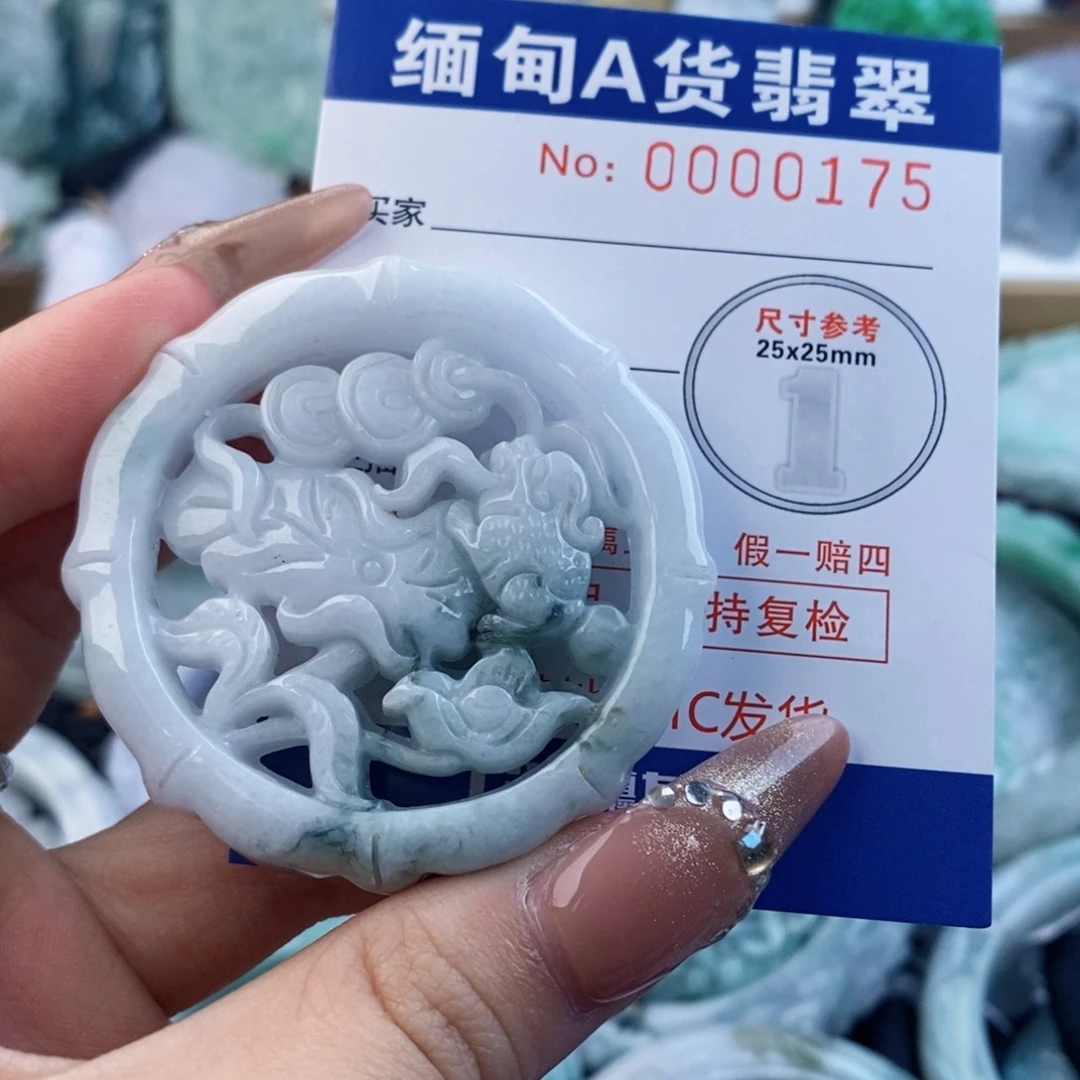 缅甸A货翡翠
No: 0000175
买家
尺寸参考
25x25mm
1
假一赔四
持复检
IC发货